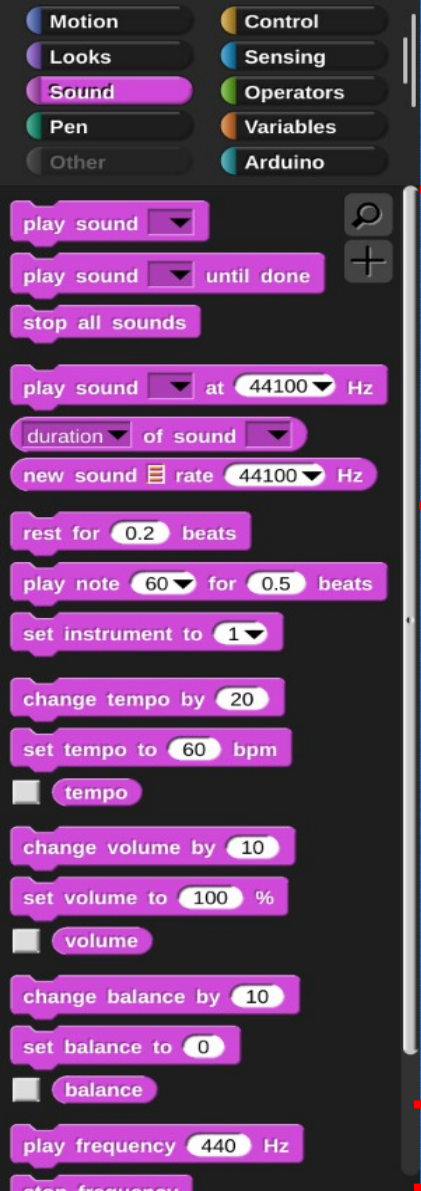 Motion Control
Looks Sensing
Sound Operators
Pen Variables
Other Arduino
play sound
play sound until done
stop all sounds
play sound at 44100 Hz
duration of sound
new sound rate 44100 Hz
rest for 0.2 beats
play note 60 for 0.5 beats
set instrument to 1
change tempo by 20
set tempo to 60 bpm
tempo
change volume by 10
set volume to 100 %
volume
change balance by 10
set balance to 0
balance
play frequency 440 Hz
stop frequency